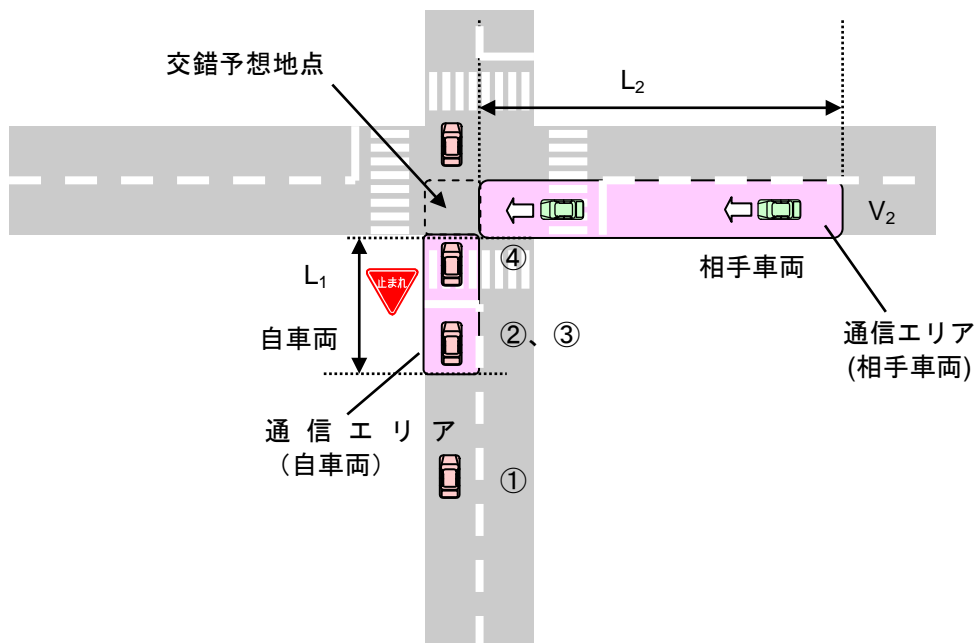 交錯予想地点
L₂
V₂
L₁
止まれ
④
相手車両
自車両
②、③
通信エリア
(相手車両)
通信エリア
（自車両）
①